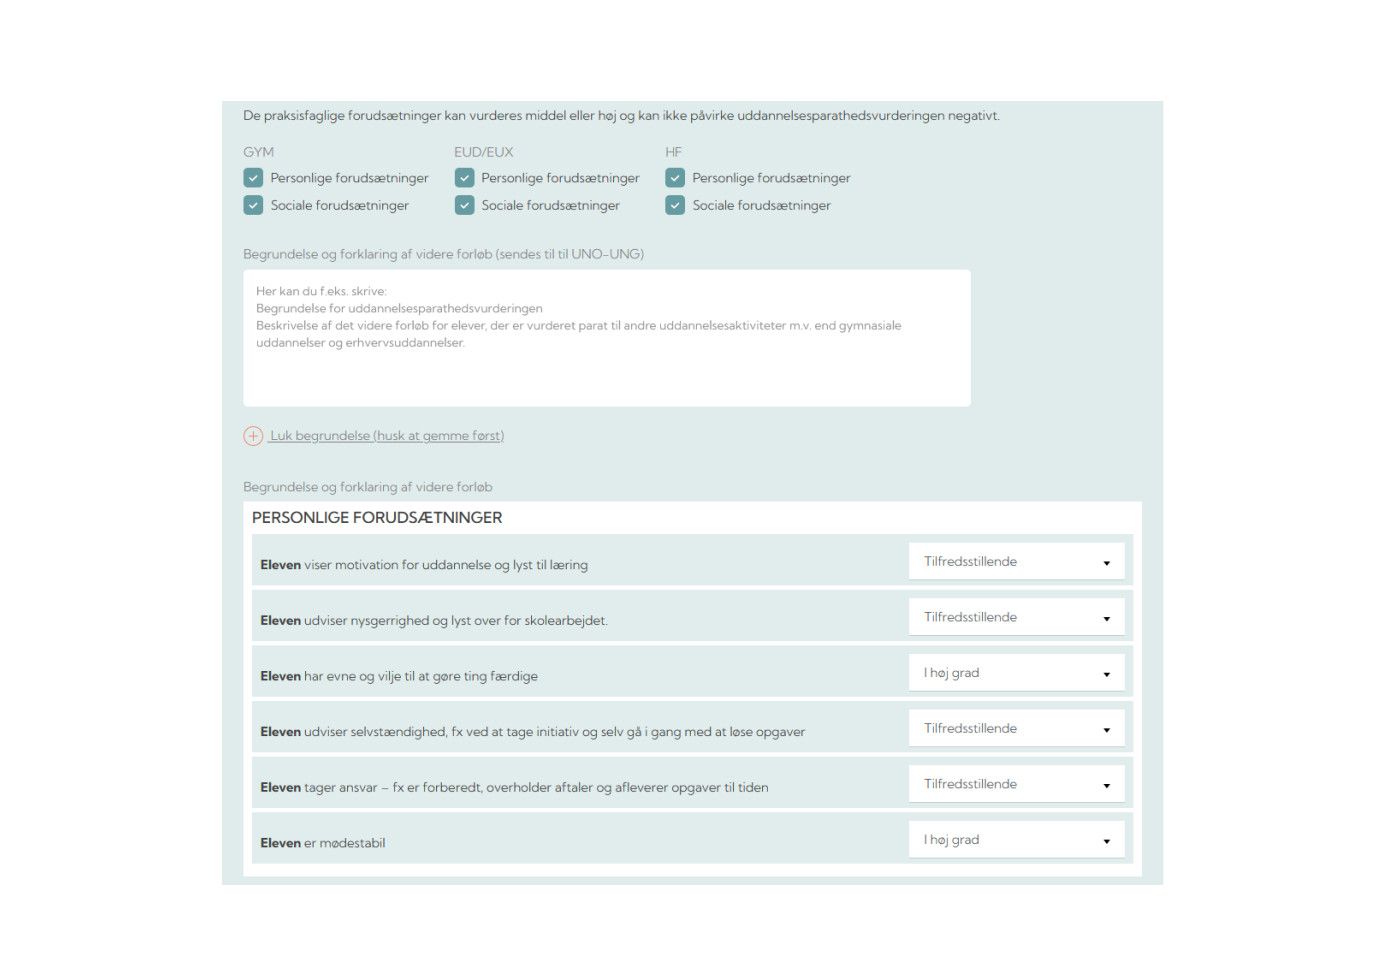 De praksisfaglige forudsætninger kan vurderes middel eller høj og kan ikke påvirke uddannelsesparathedsvurderingen negativt.
GYM EUD/EUX HF
Personlige forudsætninger Personlige forudsætninger Personlige forudsætninger
Sociale forudsætninger Sociale forudsætninger Sociale forudsætninger
Begrundelse og forklaring af videre forløb (sendes til til UNO-UNG)
Her kan du f.eks. skrive:
Begrundelse for uddannelsesparathedsvurderingen
Beskrivelse af det videre forløb for elever, der er vurderet parat til andre uddannelsesaktiviteter m.v. end gymnasiale
uddannelser og erhvervsuddannelser.
Luk begrundelse (husk at gemme først)
Begrundelse og forklaring af videre forløb
PERSONLIGE FORUDSÆTNINGER
Eleven viser motivation for uddannelse og lyst til læring Tilfredsstillende
Eleven udviser nysgerrighed og lyst over for skolearbejdet. Tilfredsstillende
Eleven har evne og vilje til at gøre ting færdige I høj grad
Eleven udviser selvstændighed, fx ved at tage initiativ og selv gå i gang med at løse opgaver Tilfredsstillende
Eleven tager ansvar – fx er forberedt, overholder aftaler og afleverer opgaver til tiden Tilfredsstillende
Eleven er mødestabil I høj grad